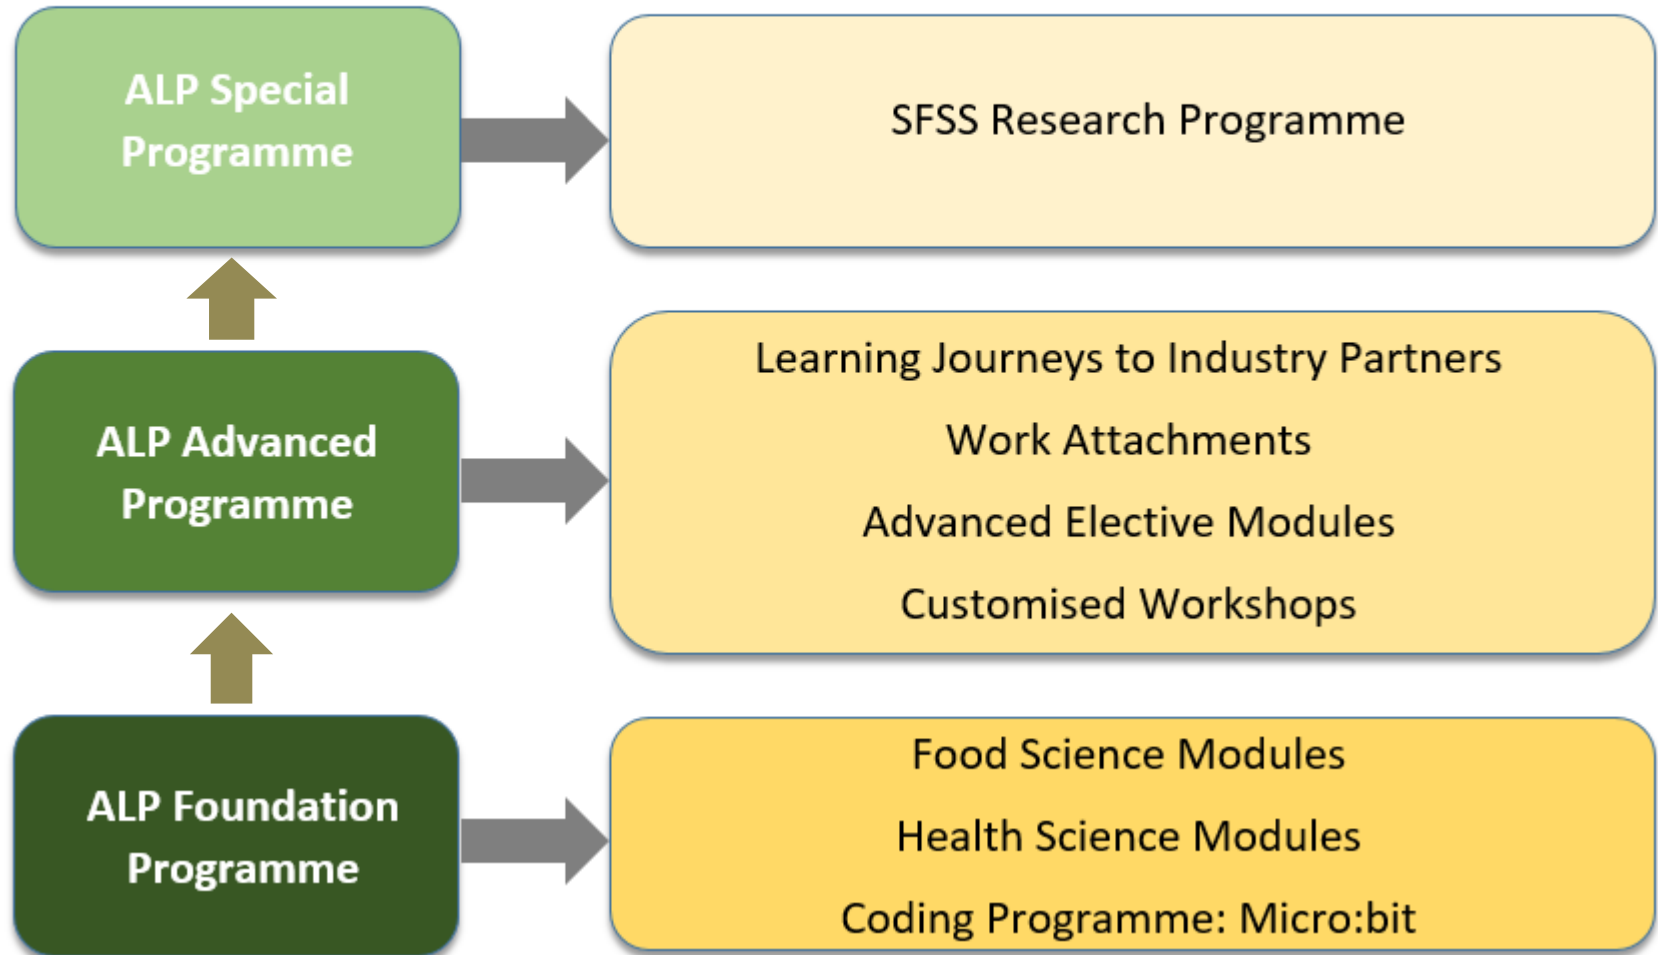 ALP Special
Programme
SFSS Research Programme
ALP Advanced
Programme
Learning Journeys to Industry Partners
Work Attachments
Advanced Elective Modules
Customised Workshops
ALP Foundation
Programme
Food Science Modules
Health Science Modules
Coding Programme: Micro:bit